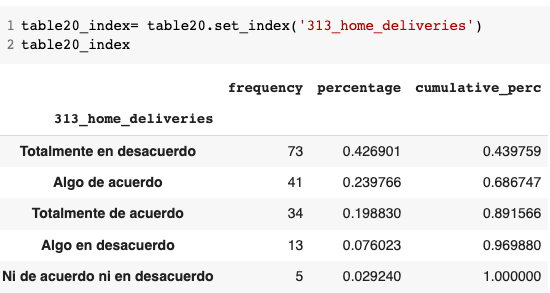 1 table20_index= table20.set_index('313_home_deliveries')
2 table20_index
frequency percentage cumulative_perc
313_home_deliveries
Totalmente en desacuerdo 73 0.426901 0.439759
Algo de acuerdo 41 0.239766 0.686747
Totalmente de acuerdo 34 0.198830 0.891566
Algo en desacuerdo 13 0.076023 0.969880
Ni de acuerdo ni en desacuerdo 5 0.029240 1.000000